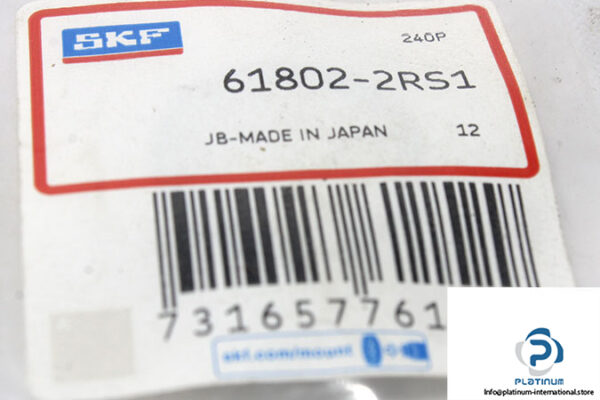 SKF
240P
61802-2RS1
JB-MADE IN JAPAN 12
731657761
skf.com/mount
PLATINUM
Info@platinum-international.store